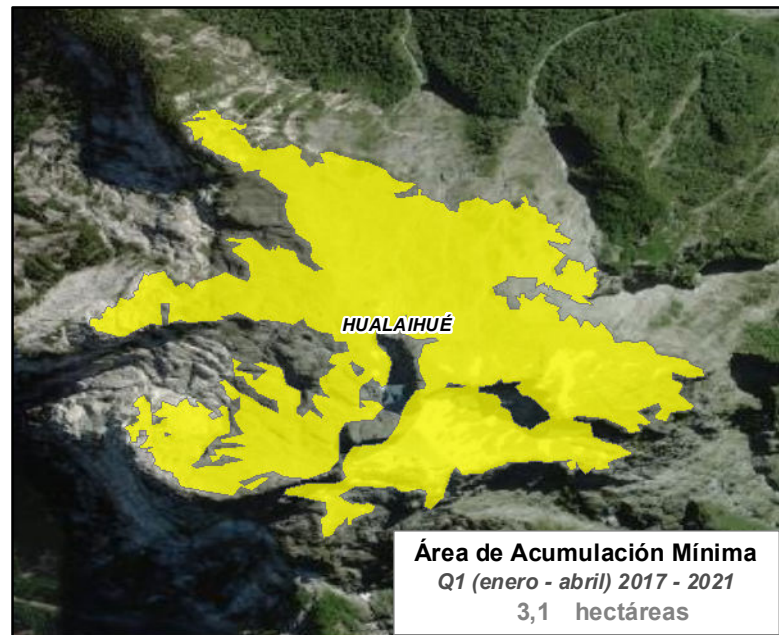 HUALAIHUÉ
Área de Acumulación Mínima
Q1 (enero - abril) 2017 - 2021
3,1 hectáreas